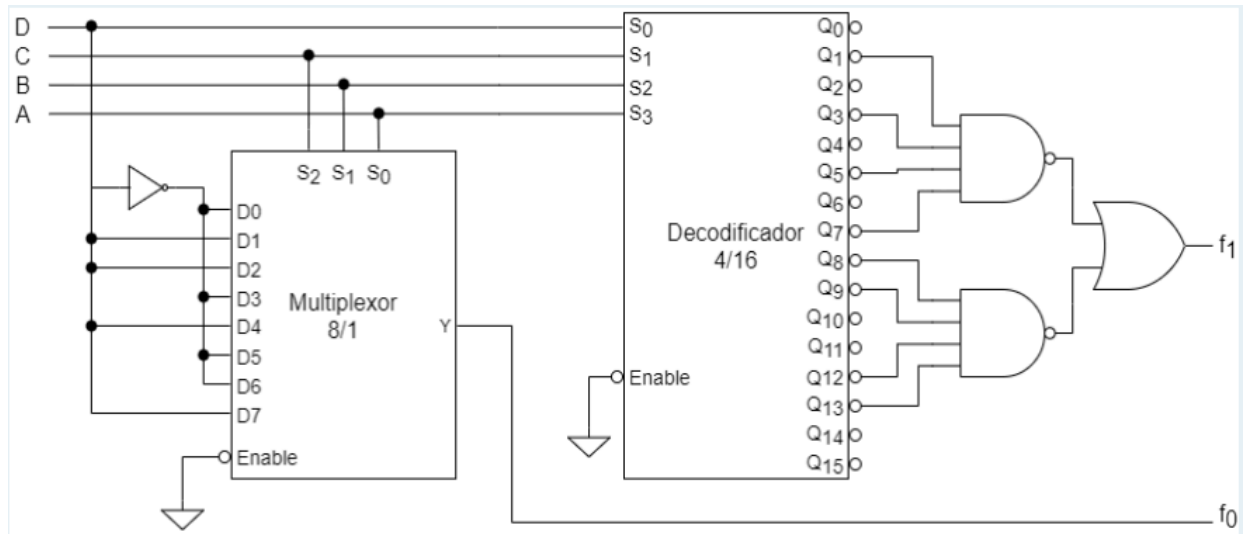 D
C
B
A
S2 S1 S0
D0
D1
D2
D3
D4
D5
D6
D7
Multiplexor
8/1
Y
Enable
S0
S1
S2
S3
Decodificador
4/16
Enable
Q0
Q1
Q2
Q3
Q4
Q5
Q6
Q7
Q8
Q9
Q10
Q11
Q12
Q13
Q14
Q15
f1
f0